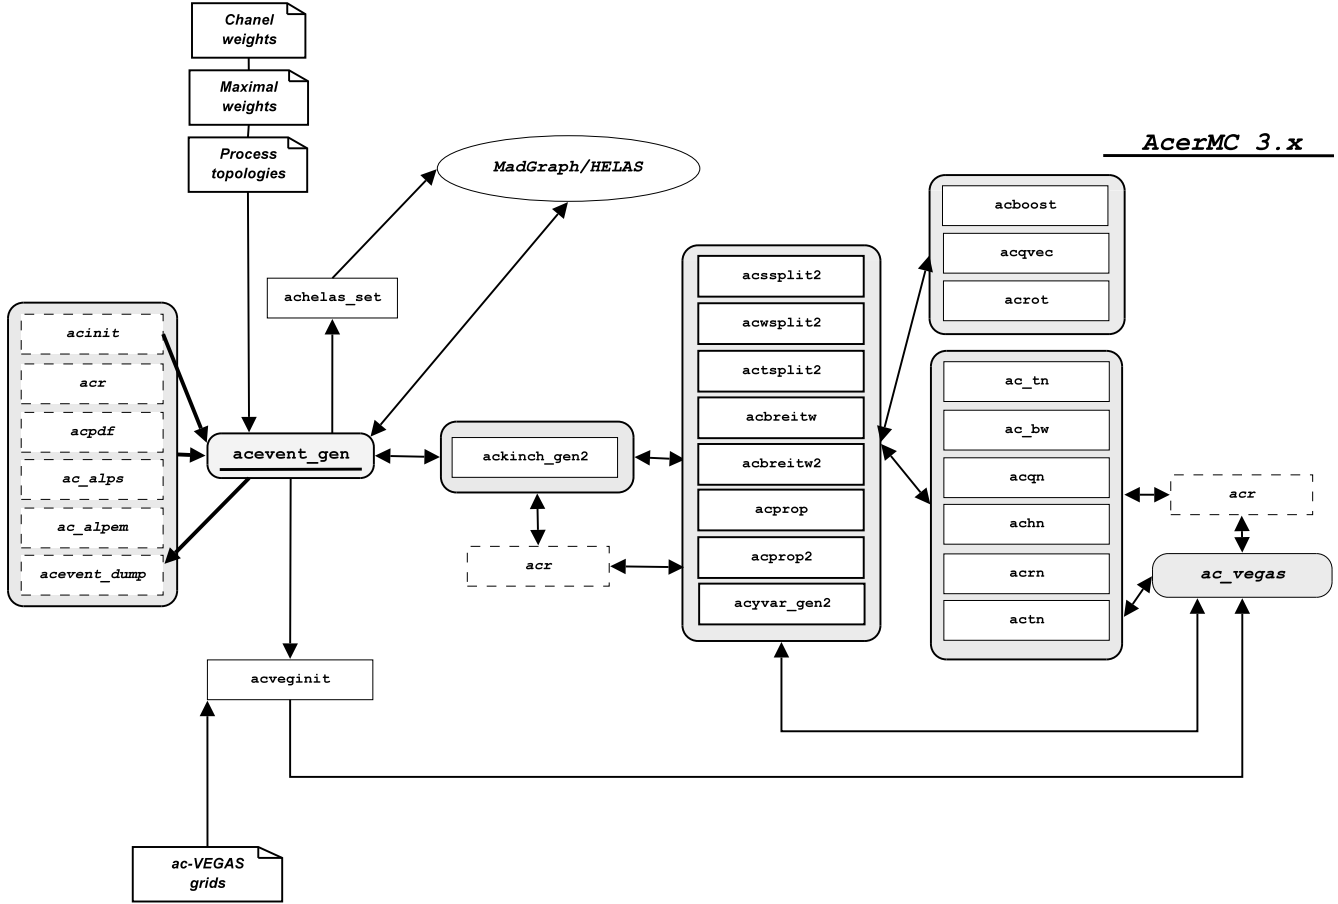 Chanel
weights
Maximal
weights
Process
topologies
AcerMC 3.x
MadGraph/HELAS
achelas_set
acinit
acr
acpdf
ac_alps
ac_alpem
acevent_dump
acevent_gen
ackinch_gen2
acr
acssplit2
acwsplit2
actsplit2
acbreitw
acbreitw2
acprop
acprop2
acyvar_gen2
acboost
acqvec
acrot
ac_tn
ac_bw
acqn
achn
acrn
actn
acr
ac_vegas
acveginit
ac-VEGAS
grids